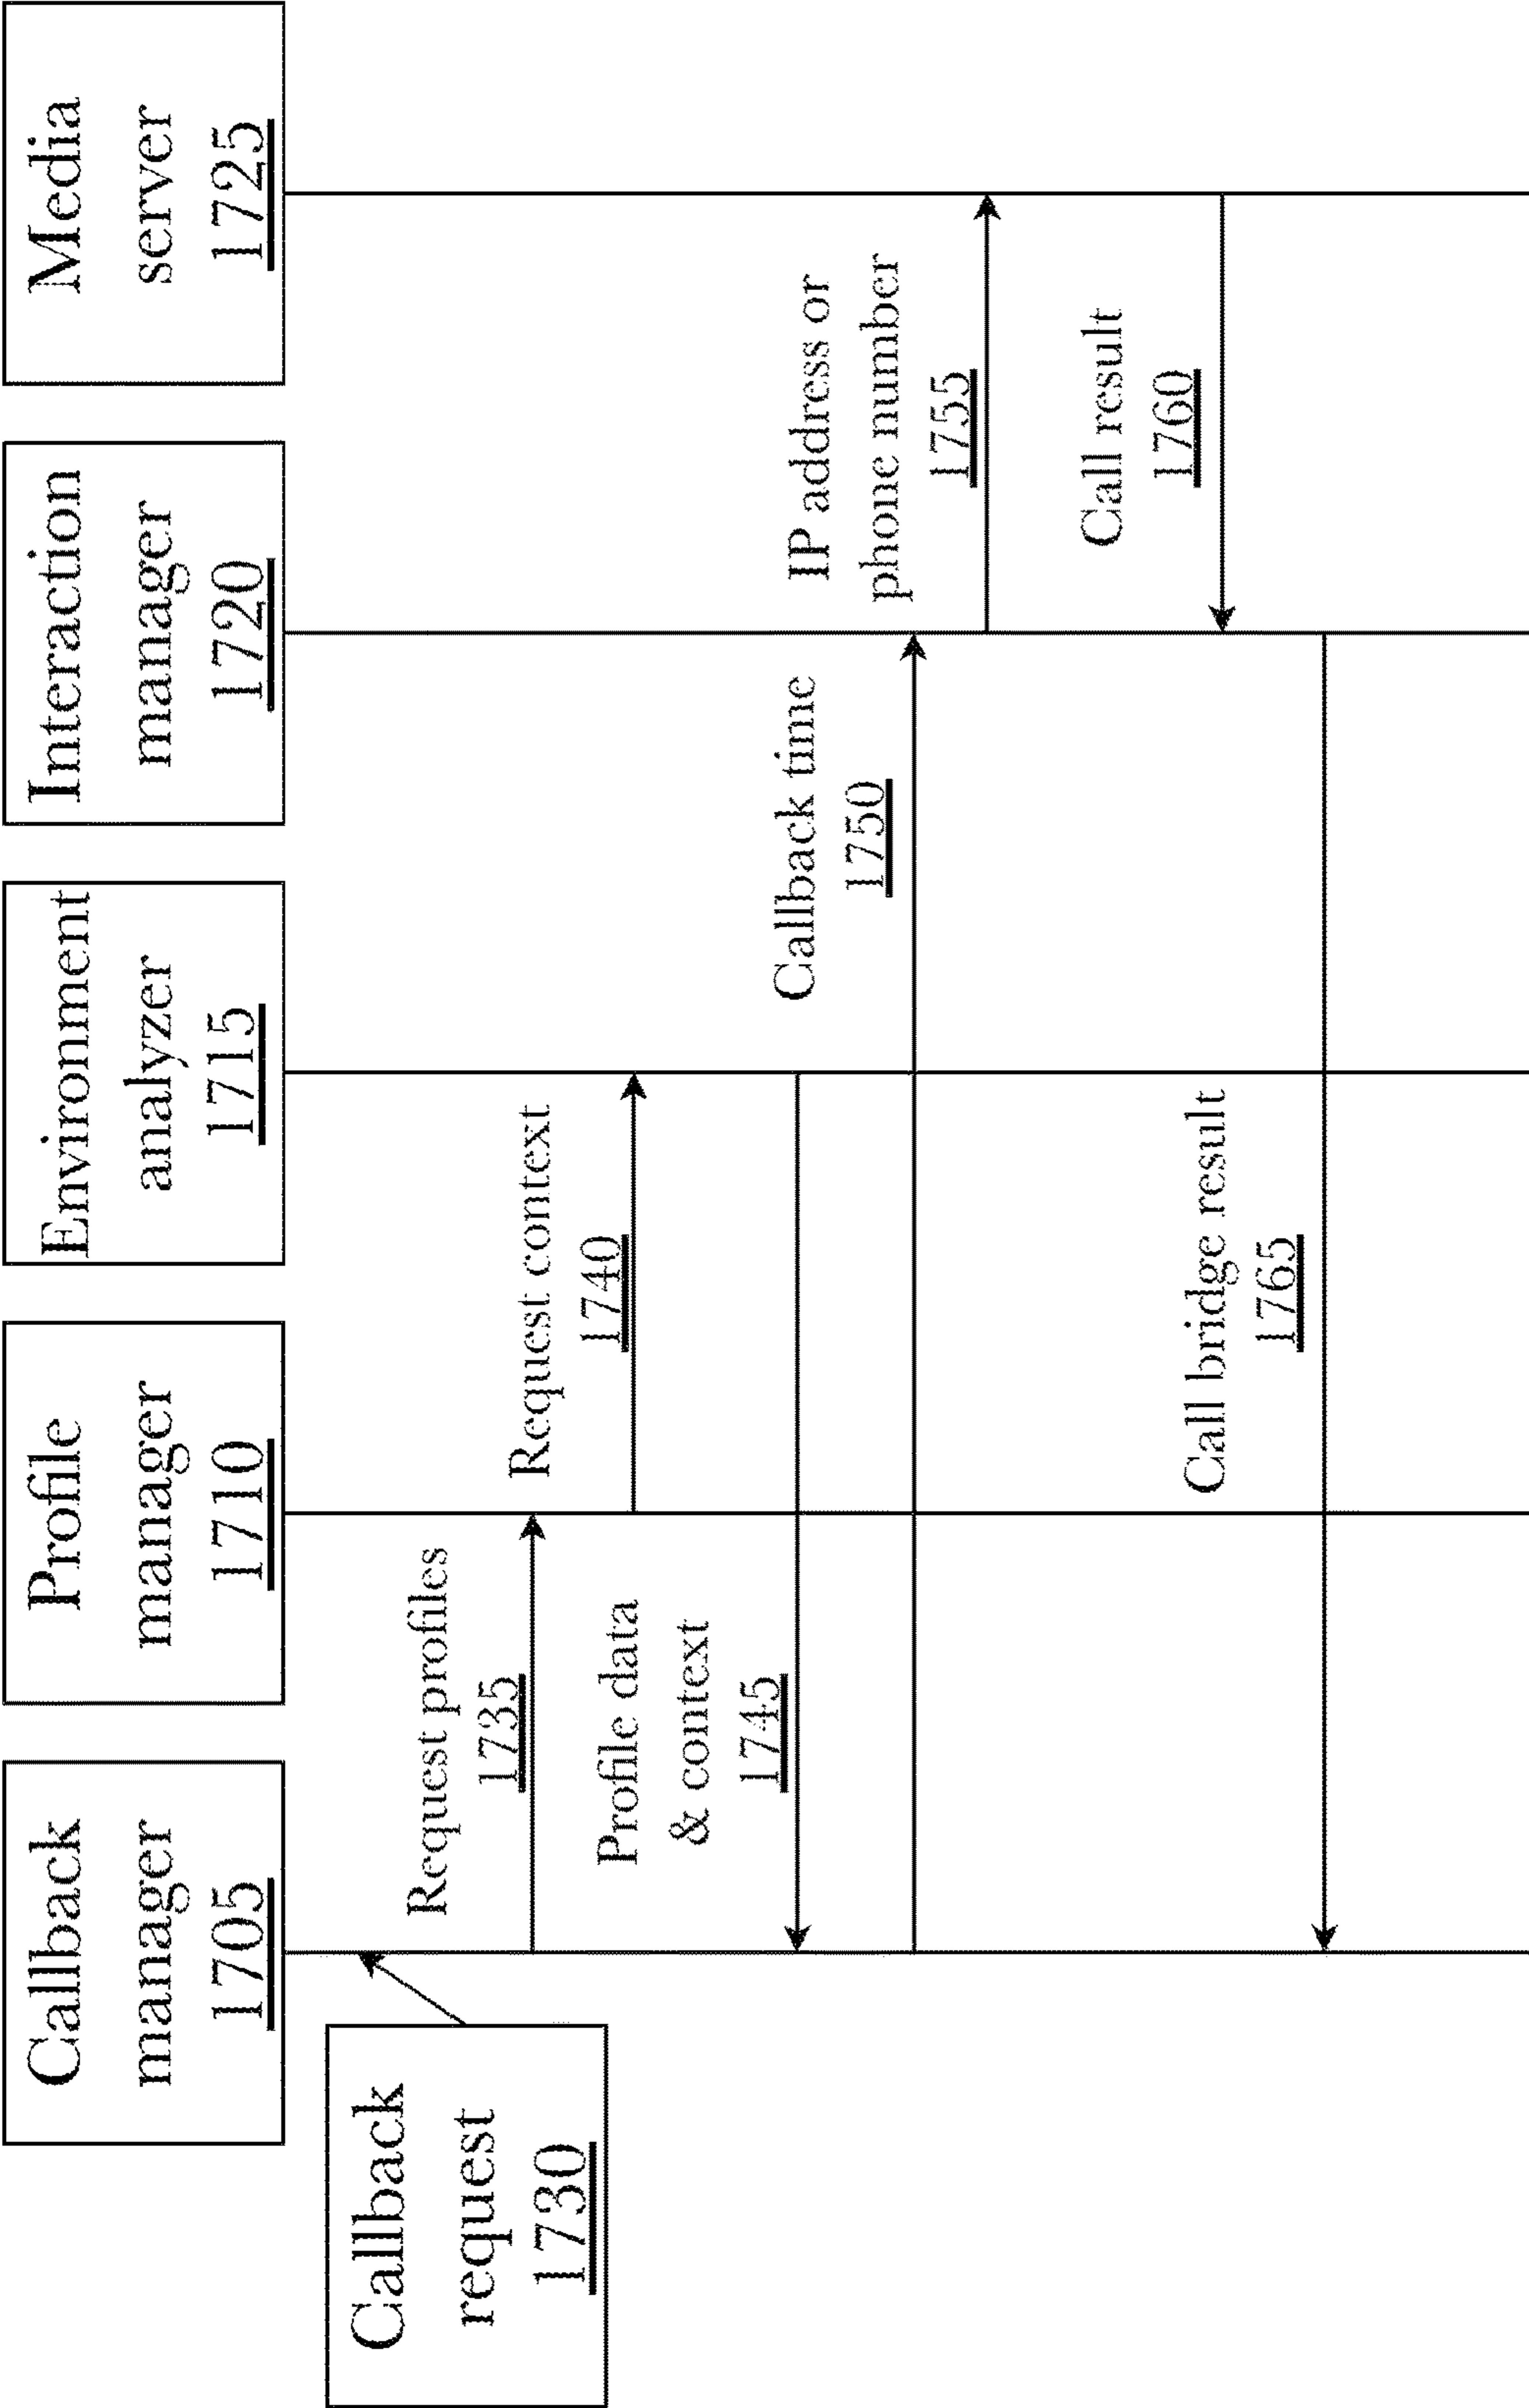 Callback
manager
1705
Profile
manager
1710
Environment
analyzer
1715
Interaction
manager
1720
Media
server
1725
Callback
request
1730
Request profiles
1735
Request context
1740
Profile data
& context
1745
Callback time
1750
IP address or
phone number
1755
Call result
1760
Call bridge result
1765